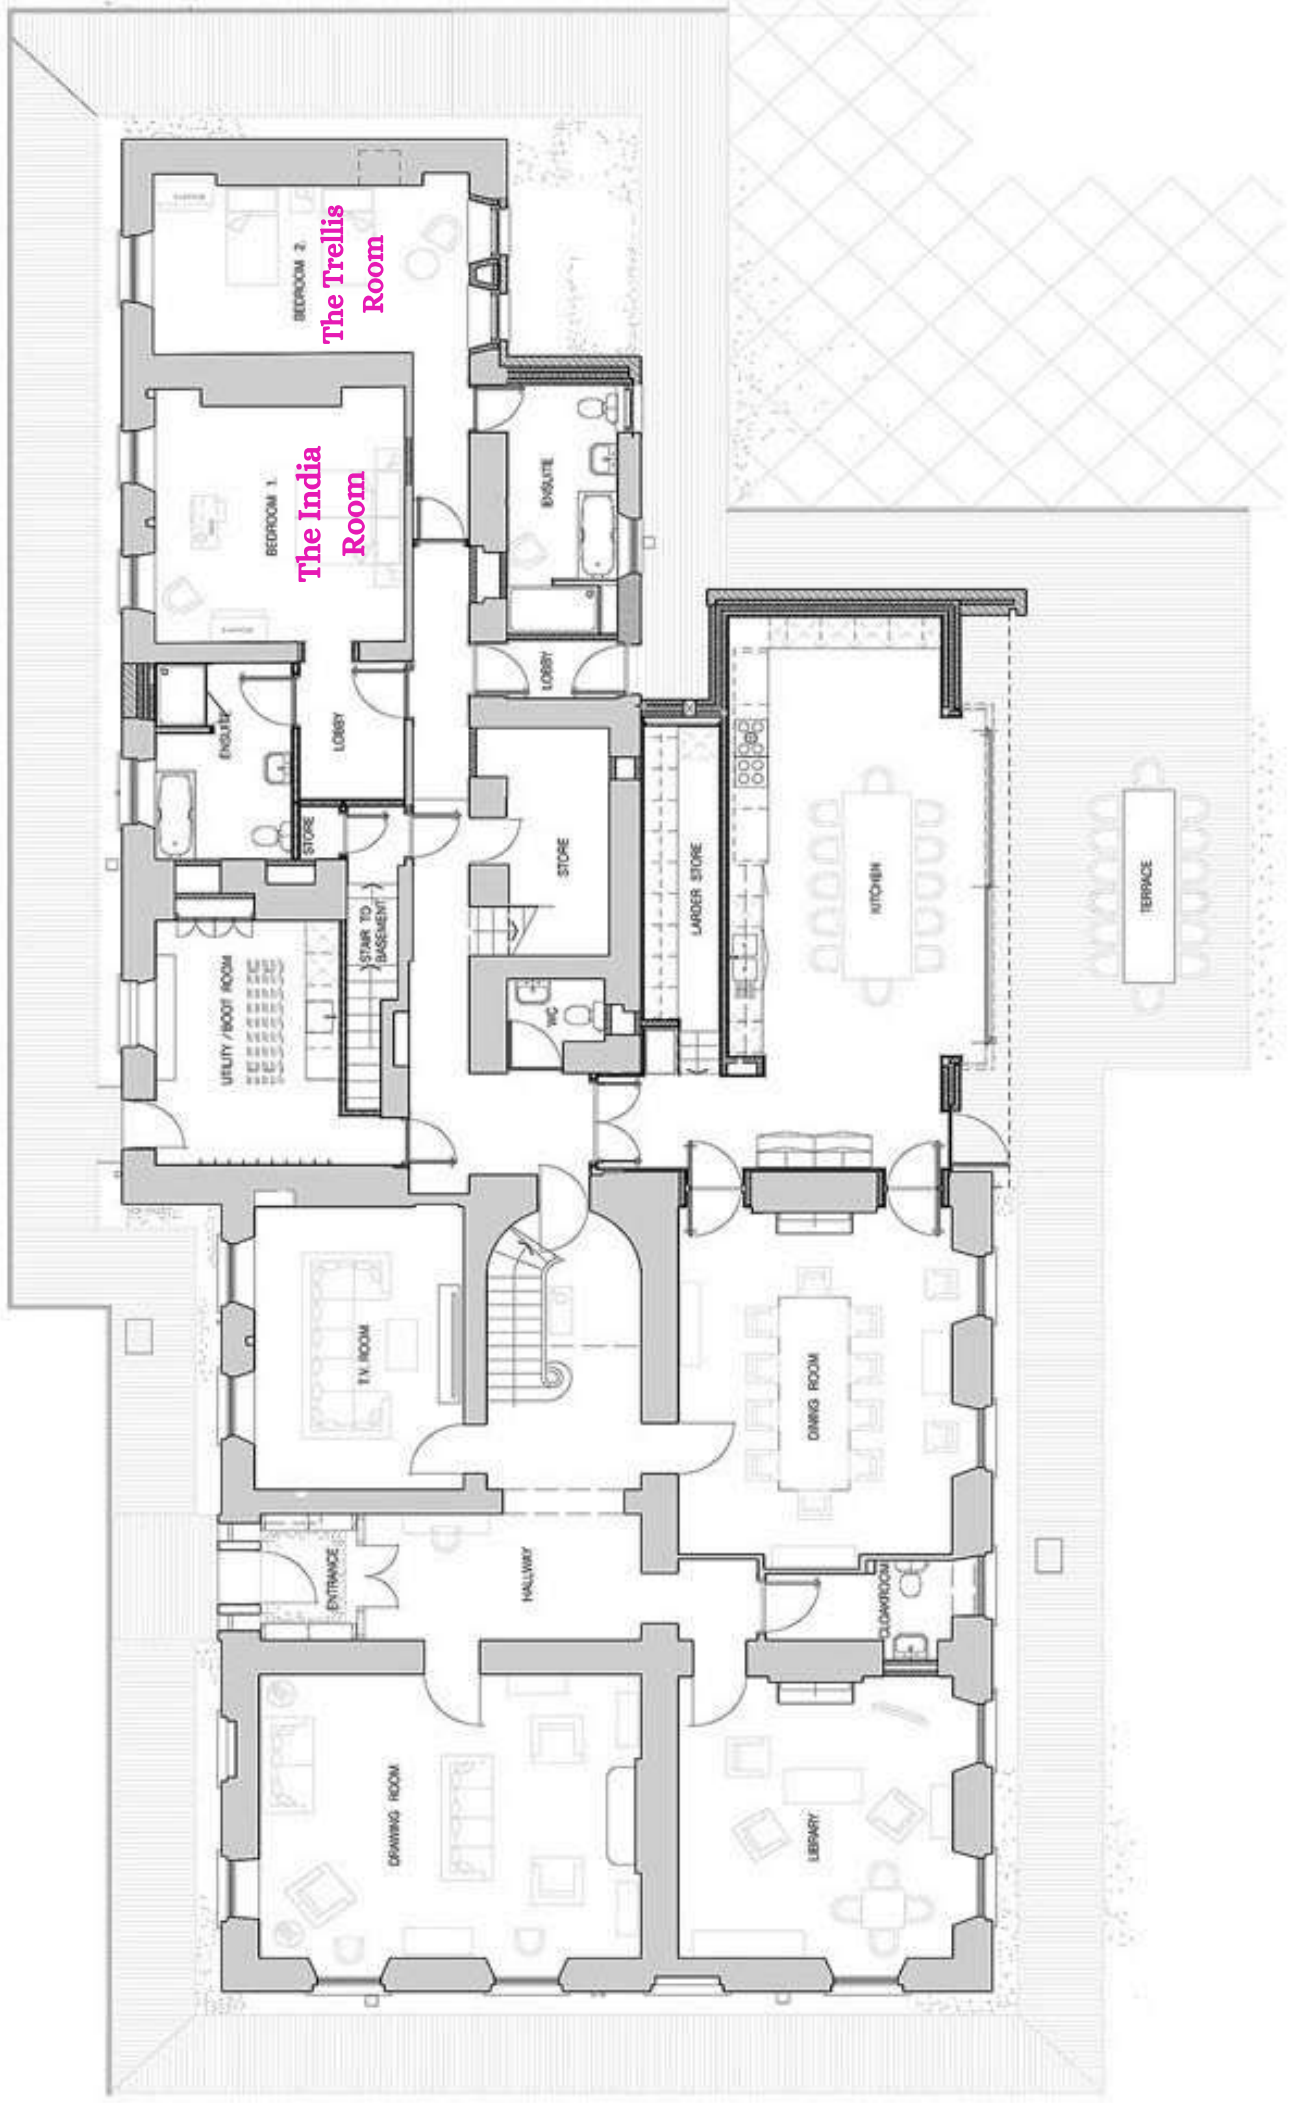 BEDROOM 2.
The Trellis
Room
BEDROOM 1.
The India
Room
ENSUITE
LOBBY
ENSUITE
LOBBY
STORE
STORE
STAIR TO
BASEMENT
LARDER STORE
KITCHEN
TERRACE
UTILITY / BOOT ROOM
WC
T.V. ROOM
DINING ROOM
ENTRANCE
HALLWAY
CLOAKROOM
DRAWING ROOM
LIBRARY